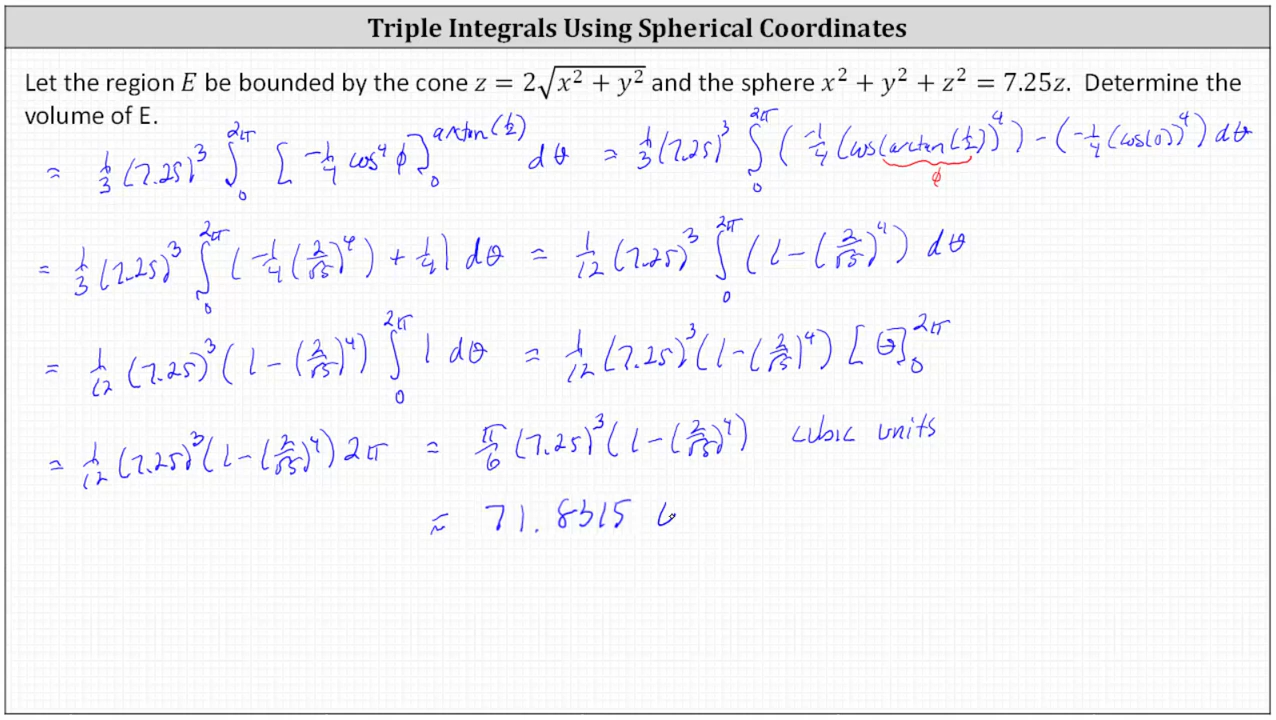 Triple Integrals Using Spherical Coordinates
Let the region E be bounded by the cone z = 2√(x² + y²) and the sphere x² + y² + z² = 7.25z. Determine the
volume of E.
= 1/3 (7.25)³ ∫₀^{2π} [-1/4 cos⁴ φ]₀^{arctan(1/2)} dθ = 1/3 (7.25)³ ∫₀^{2π} (-1/4 (cos(arctan(1/2))⁴) - (-1/4 (cos(0))⁴) dθ
φ
= 1/3 (7.25)³ ∫₀^{2π} (-1/4 (2/√5)⁴) + 1/4) dθ = 1/12 (7.25)³ ∫₀^{2π} (1 - (2/√5)⁴) dθ
= 1/12 (7.25)³ (1 - (2/√5)⁴) ∫₀^{2π} 1 dθ = 1/12 (7.25)³ (1 - (2/√5)⁴) [θ]₀^{2π}
= 1/12 (7.25)³ (1 - (2/√5)⁴) 2π = π/6 (7.25)³ (1 - (2/√5)⁴) cubic units
≈ 71.8315 c